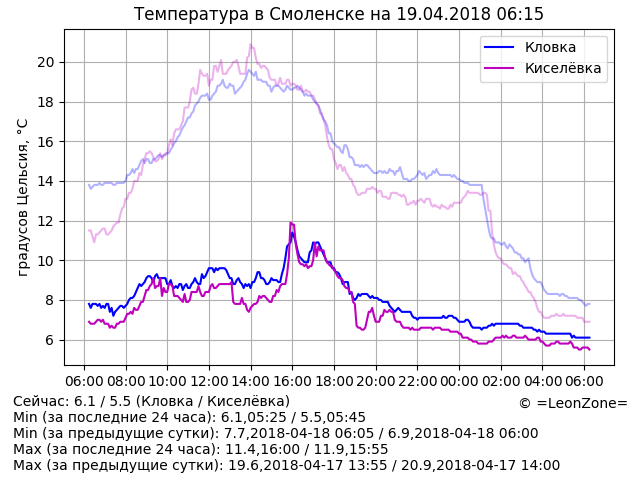 Температура в Смоленске на 19.04.2018 06:15
Кловка
Киселёвка
градусов Цельсия, °C
20
18
16
14
12
10
8
6
06:00 08:00 10:00 12:00 14:00 16:00 18:00 20:00 22:00 00:00 02:00 04:00 06:00
Сейчас: 6.1 / 5.5 (Кловка / Киселёвка)
© =LeonZone=
Min (за последние 24 часа): 6.1,05:25 / 5.5,05:45
Min (за предыдущие сутки): 7.7,2018-04-18 06:05 / 6.9,2018-04-18 06:00
Max (за последние 24 часа): 11.4,16:00 / 11.9,15:55
Max (за предыдущие сутки): 19.6,2018-04-17 13:55 / 20.9,2018-04-17 14:00